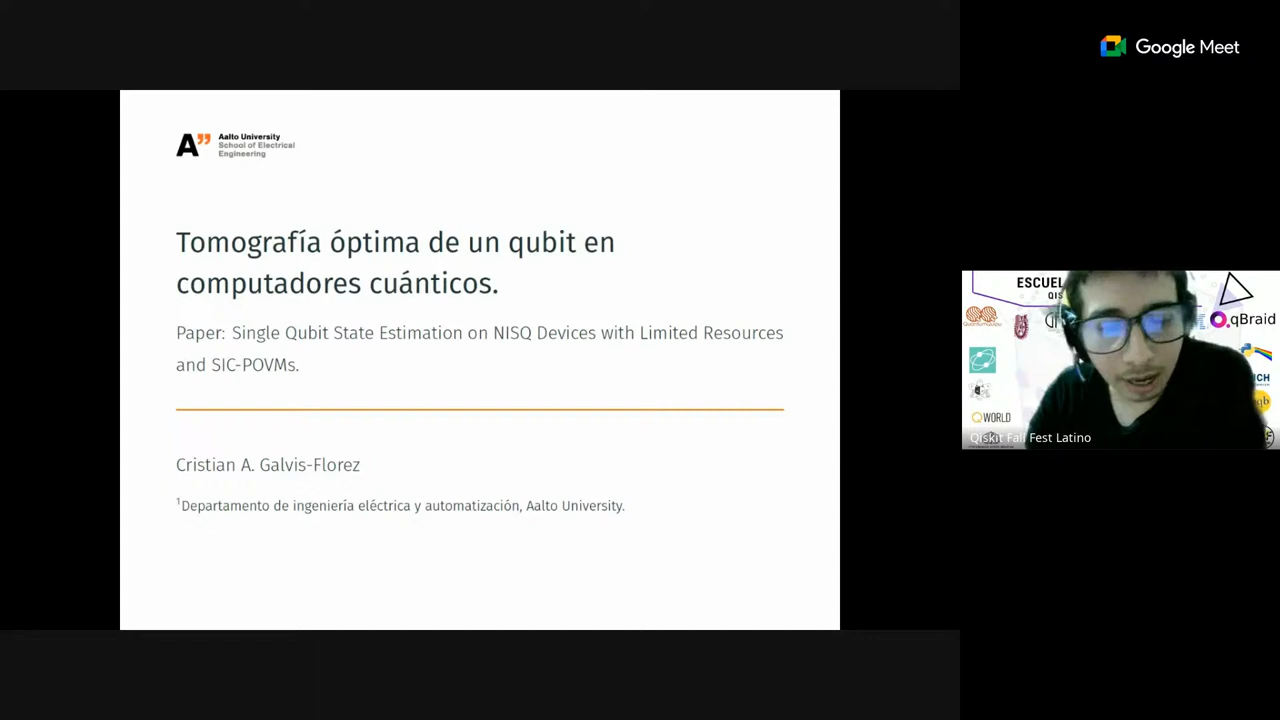 Google Meet
Aalto University
School of Electrical
Engineering
Tomografía óptima de un qubit en
computadores cuánticos.
Paper: Single Qubit State Estimation on NISQ Devices with Limited Resources
and SIC-POVMs.
Cristian A. Galvis-Florez
1Departamento de ingeniería eléctrica y automatización, Aalto University.
ESCUEL
QIS
qBraid
QWORLD
Qiskit Fall Fest Latino